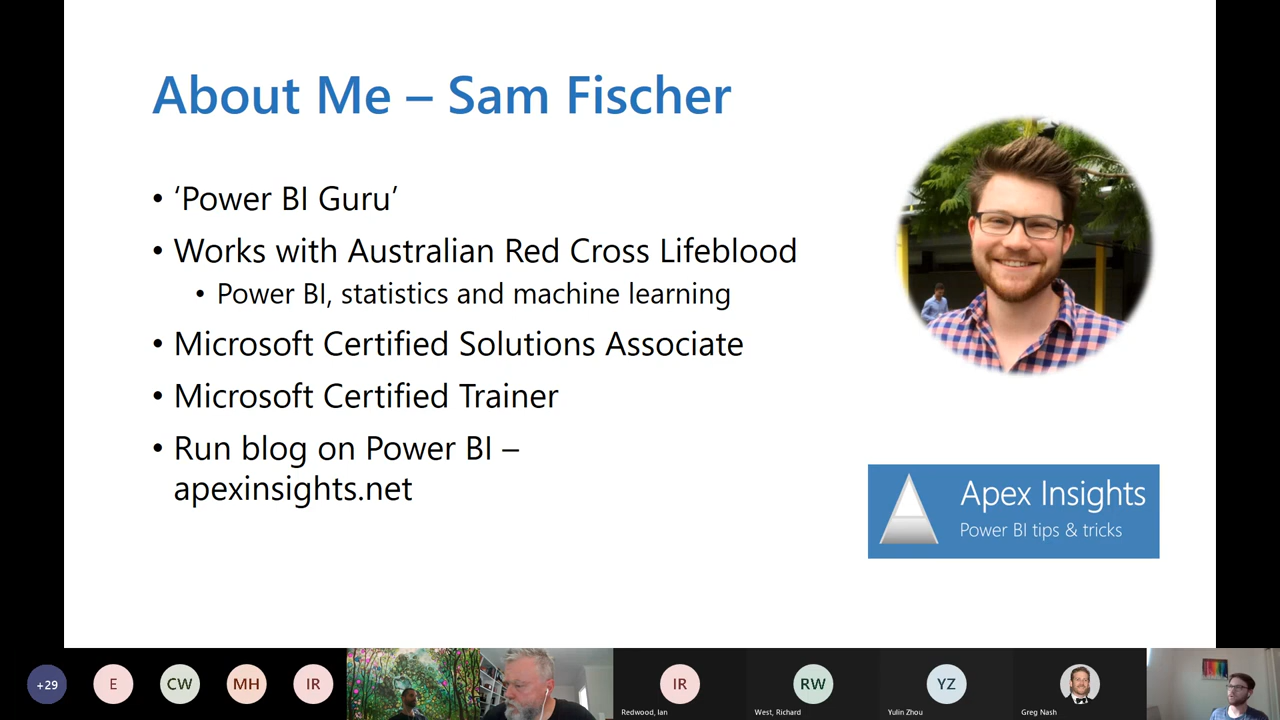 About Me – Sam Fischer
• ‘Power BI Guru’
• Works with Australian Red Cross Lifeblood
• Power BI, statistics and machine learning
• Microsoft Certified Solutions Associate
• Microsoft Certified Trainer
• Run blog on Power BI –
apexinsights.net
Apex Insights
Power BI tips & tricks
+29
E
CW
MH
IR
IR
Redwood, Ian
RW
West, Richard
YZ
Yulin Zhou
Greg Nash